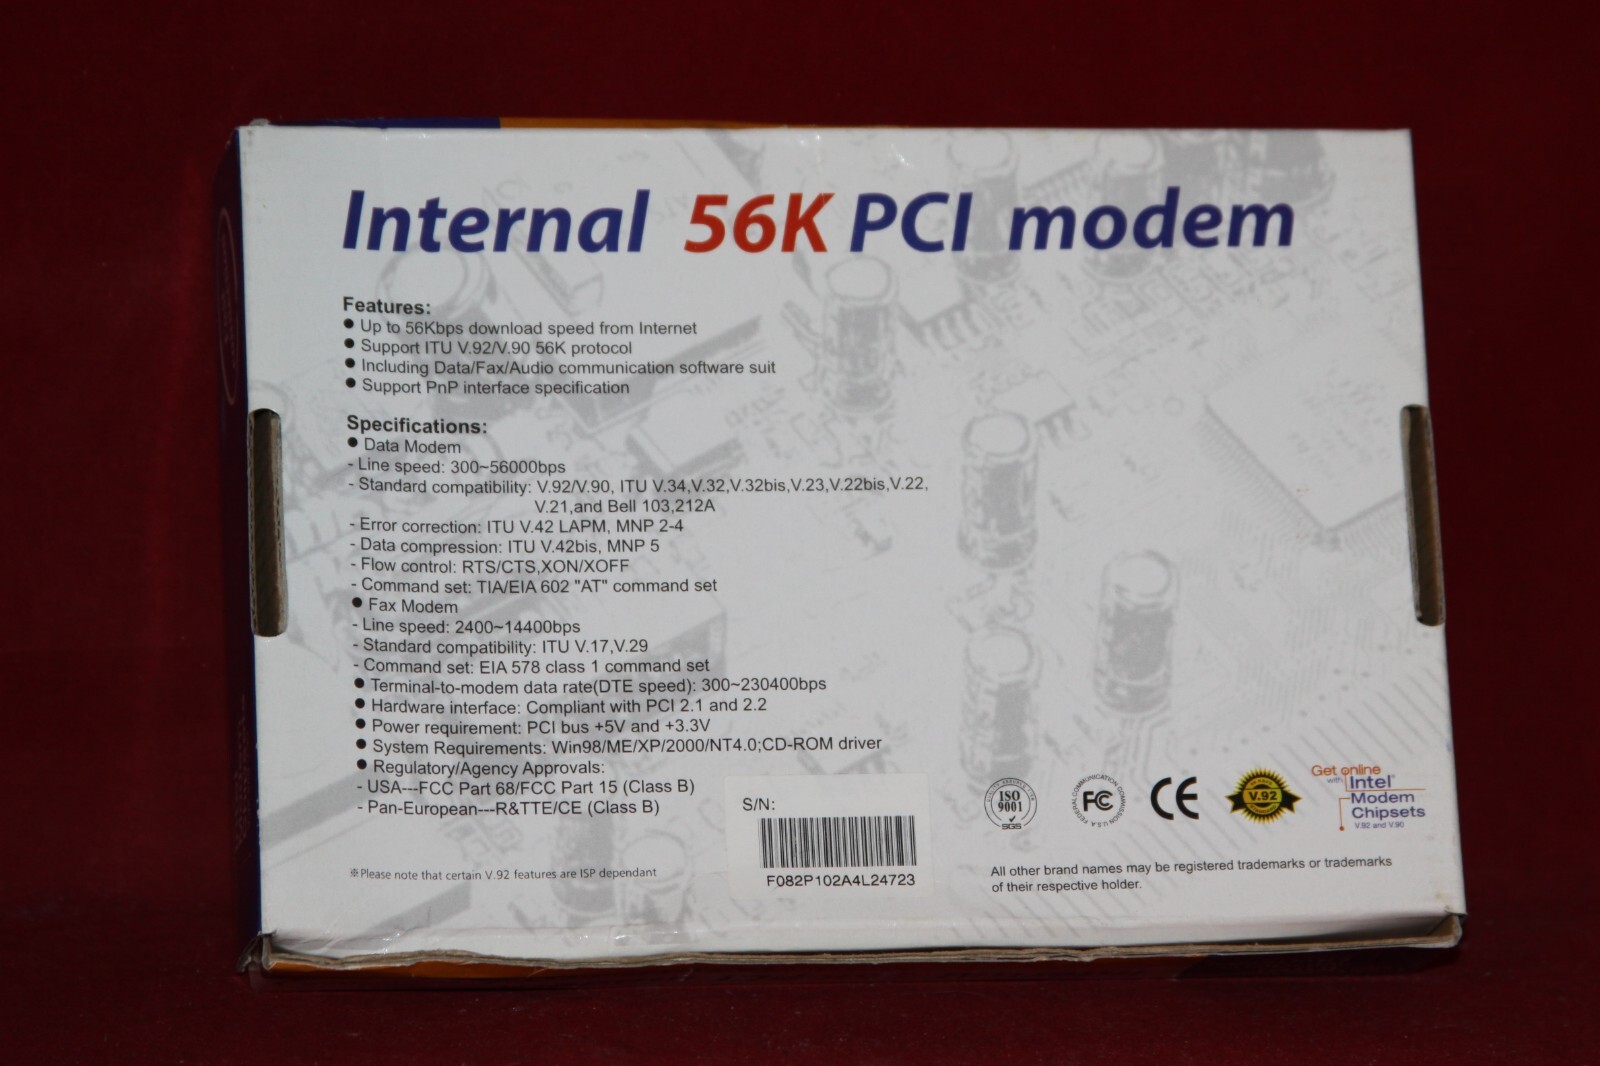 Internal 56K PCI modem
Features:
● Up to 56Kbps download speed from Internet
● Support ITU V.92/V.90 56K protocol
● Including Data/Fax/Audio communication software suit
● Support PnP interface specification
Specifications:
● Data Modem
- Line speed: 300~56000bps
- Standard compatibility: V.92/V.90, ITU V.34,V.32,V.32bis,V.23,V.22bis,V.22,
V.21,and Bell 103,212A
- Error correction: ITU V.42 LAPM, MNP 2-4
- Data compression: ITU V.42bis, MNP 5
- Flow control: RTS/CTS,XON/XOFF
- Command set: TIA/EIA 602 "AT" command set
● Fax Modem
- Line speed: 2400~14400bps
- Standard compatibility: ITU V.17,V.29
- Command set: EIA 578 class 1 command set
● Terminal-to-modem data rate(DTE speed): 300~230400bps
● Hardware interface: Compliant with PCI 2.1 and 2.2
● Power requirement: PCI bus +5V and +3.3V
● System Requirements: Win98/ME/XP/2000/NT4.0;CD-ROM driver
● Regulatory/Agency Approvals:
- USA---FCC Part 68/FCC Part 15 (Class B)
- Pan-European---R&TTE/CE (Class B)
※Please note that certain V.92 features are ISP dependant
S/N:
F082P102A4L24723
ISO
9001
SGS
FEDERAL COMMUNICATION COMMISSION U.S.A.
FC
CE
V.92
Get online
with Intel®
Modem
Chipsets
V.92 and V.90
All other brand names may be registered trademarks or trademarks
of their respective holder.